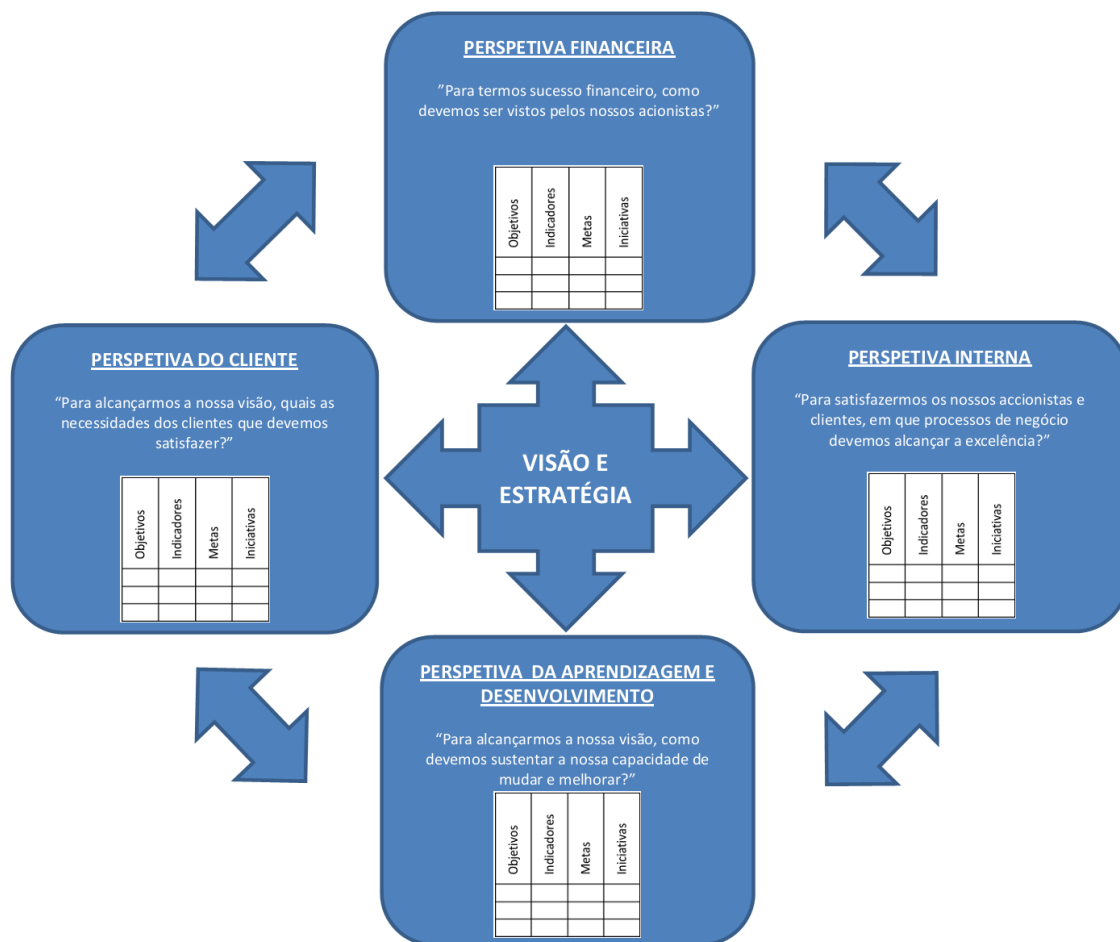 PERSPETIVA FINANCEIRA
”Para termos sucesso financeiro, como
devemos ser vistos pelos nossos acionistas?”
Objetivos
Indicadores
Metas
Iniciativas
PERSPETIVA DO CLIENTE
“Para alcançarmos a nossa visão, quais as
necessidades dos clientes que devemos
satisfazer?”
Objetivos
Indicadores
Metas
Iniciativas
VISÃO E
ESTRATÉGIA
PERSPETIVA INTERNA
“Para satisfazermos os nossos accionistas e
clientes, em que processos de negócio
devemos alcançar a excelência?”
Objetivos
Indicadores
Metas
Iniciativas
PERSPETIVA DA APRENDIZAGEM E
DESENVOLVIMENTO
“Para alcançarmos a nossa visão, como
devemos sustentar a nossa capacidade de
mudar e melhorar?”
Objetivos
Indicadores
Metas
Iniciativas